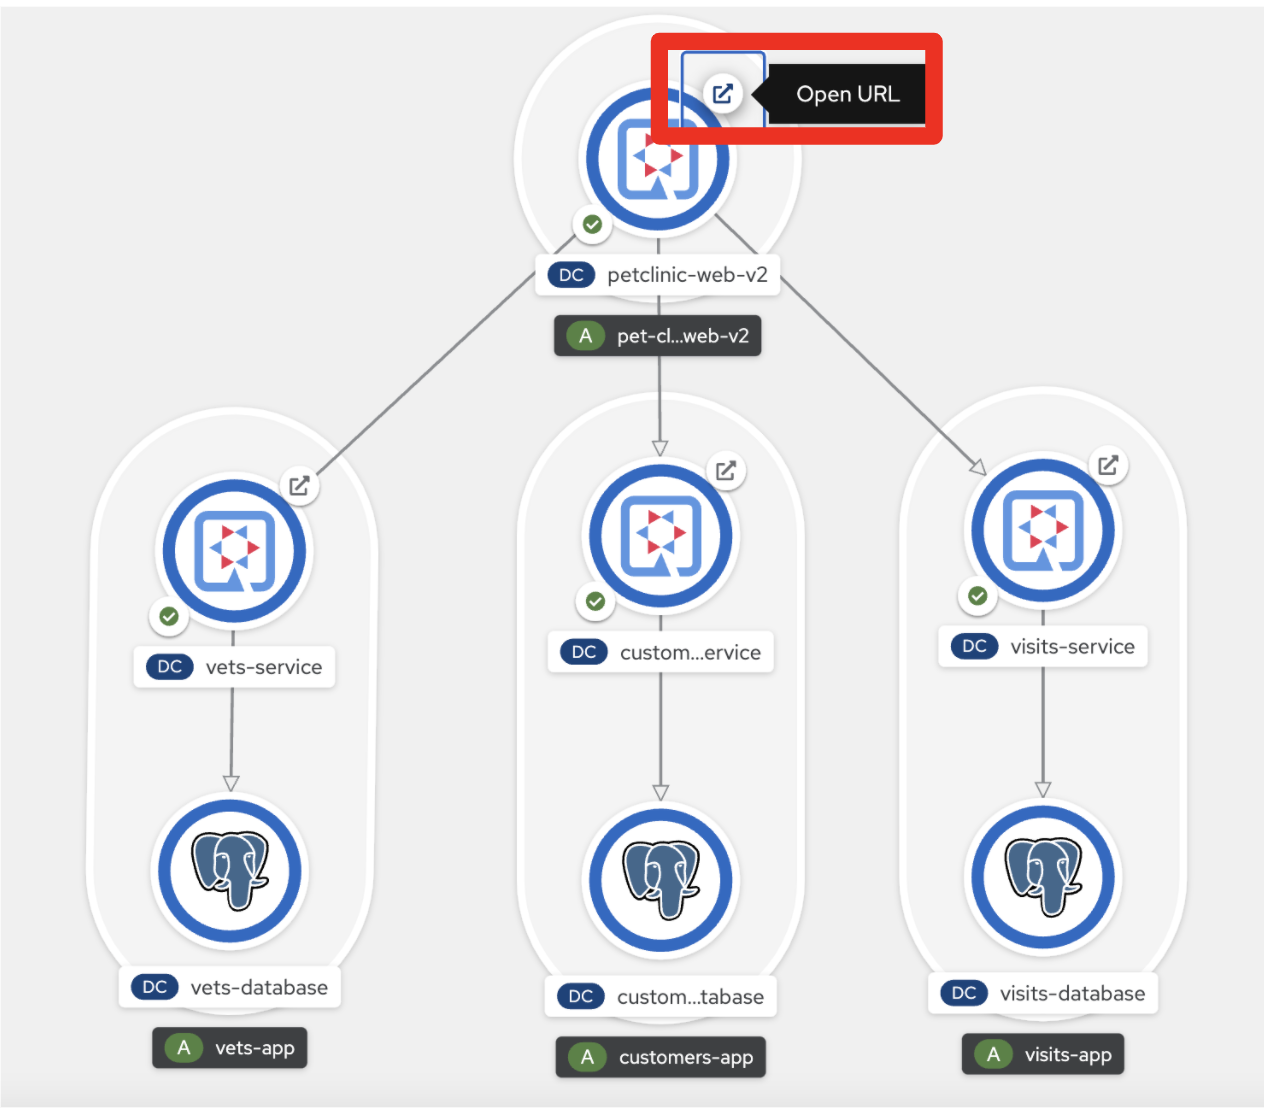 Open URL
DC petclinic-web-v2
A pet-cl...web-v2
DC vets-service
DC custom...ervice
DC visits-service
DC vets-database
DC custom...tabase
DC visits-database
A vets-app
A customers-app
A visits-app